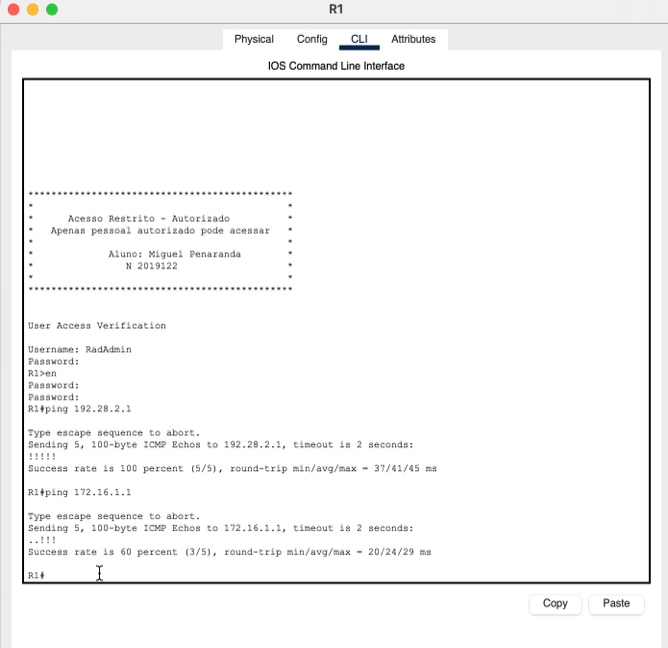 R1
Physical Config CLI Attributes
IOS Command Line Interface
**********************************************
* *
* Acesso Restrito - Autorizado *
* Apenas pessoal autorizado pode acessar *
* *
* Aluno: Miguel Penaranda *
* N 2019122 *
* *
**********************************************
User Access Verification
Username: RadAdmin
Password:
R1>en
Password:
Password:
R1#ping 192.28.2.1
Type escape sequence to abort.
Sending 5, 100-byte ICMP Echos to 192.28.2.1, timeout is 2 seconds:
!!!!!
Success rate is 100 percent (5/5), round-trip min/avg/max = 37/41/45 ms
R1#ping 172.16.1.1
Type escape sequence to abort.
Sending 5, 100-byte ICMP Echos to 172.16.1.1, timeout is 2 seconds:
..!!!
Success rate is 60 percent (3/5), round-trip min/avg/max = 20/24/29 ms
R1#
Copy Paste